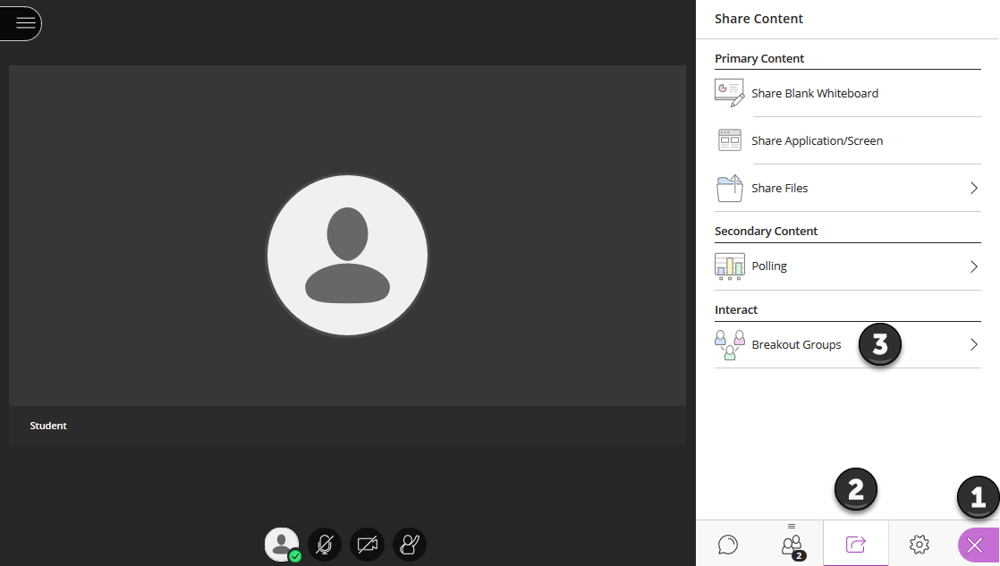 Share Content
Primary Content
Share Blank Whiteboard
Share Application/Screen
Share Files
Secondary Content
Polling
Interact
Breakout Groups
3
Student
2
1
2